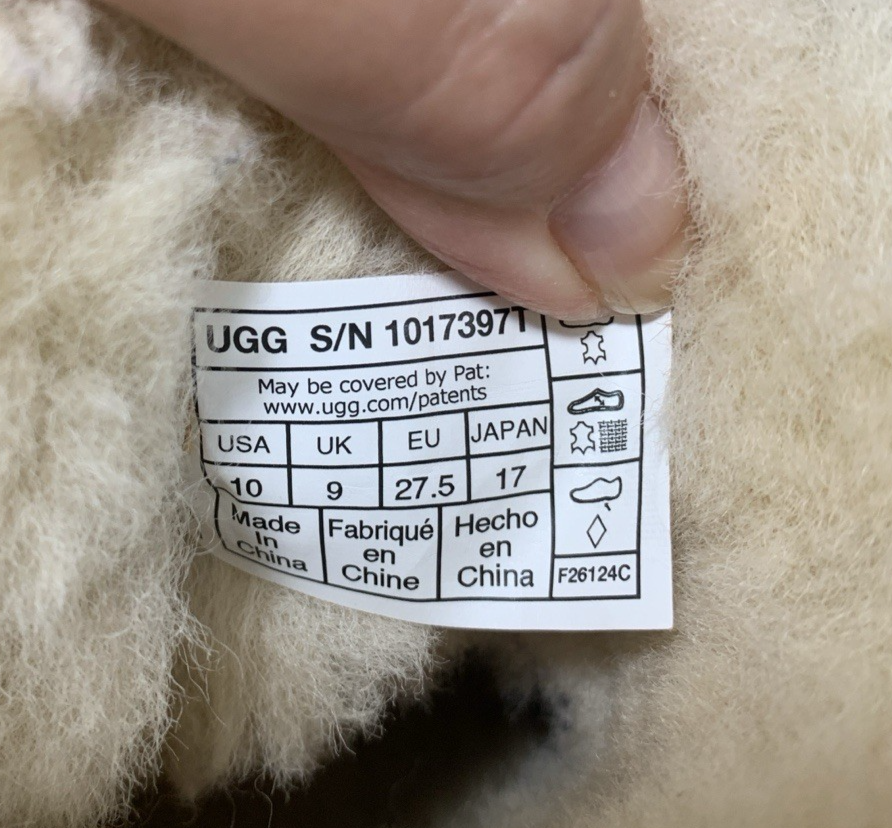 UGG S/N 1017397T
May be covered by Pat:
www.ugg.com/patents
USA UK EU JAPAN
10 9 27.5 17
Made
In
China
Fabriqué
en
Chine
Hecho
en
China
F26124C